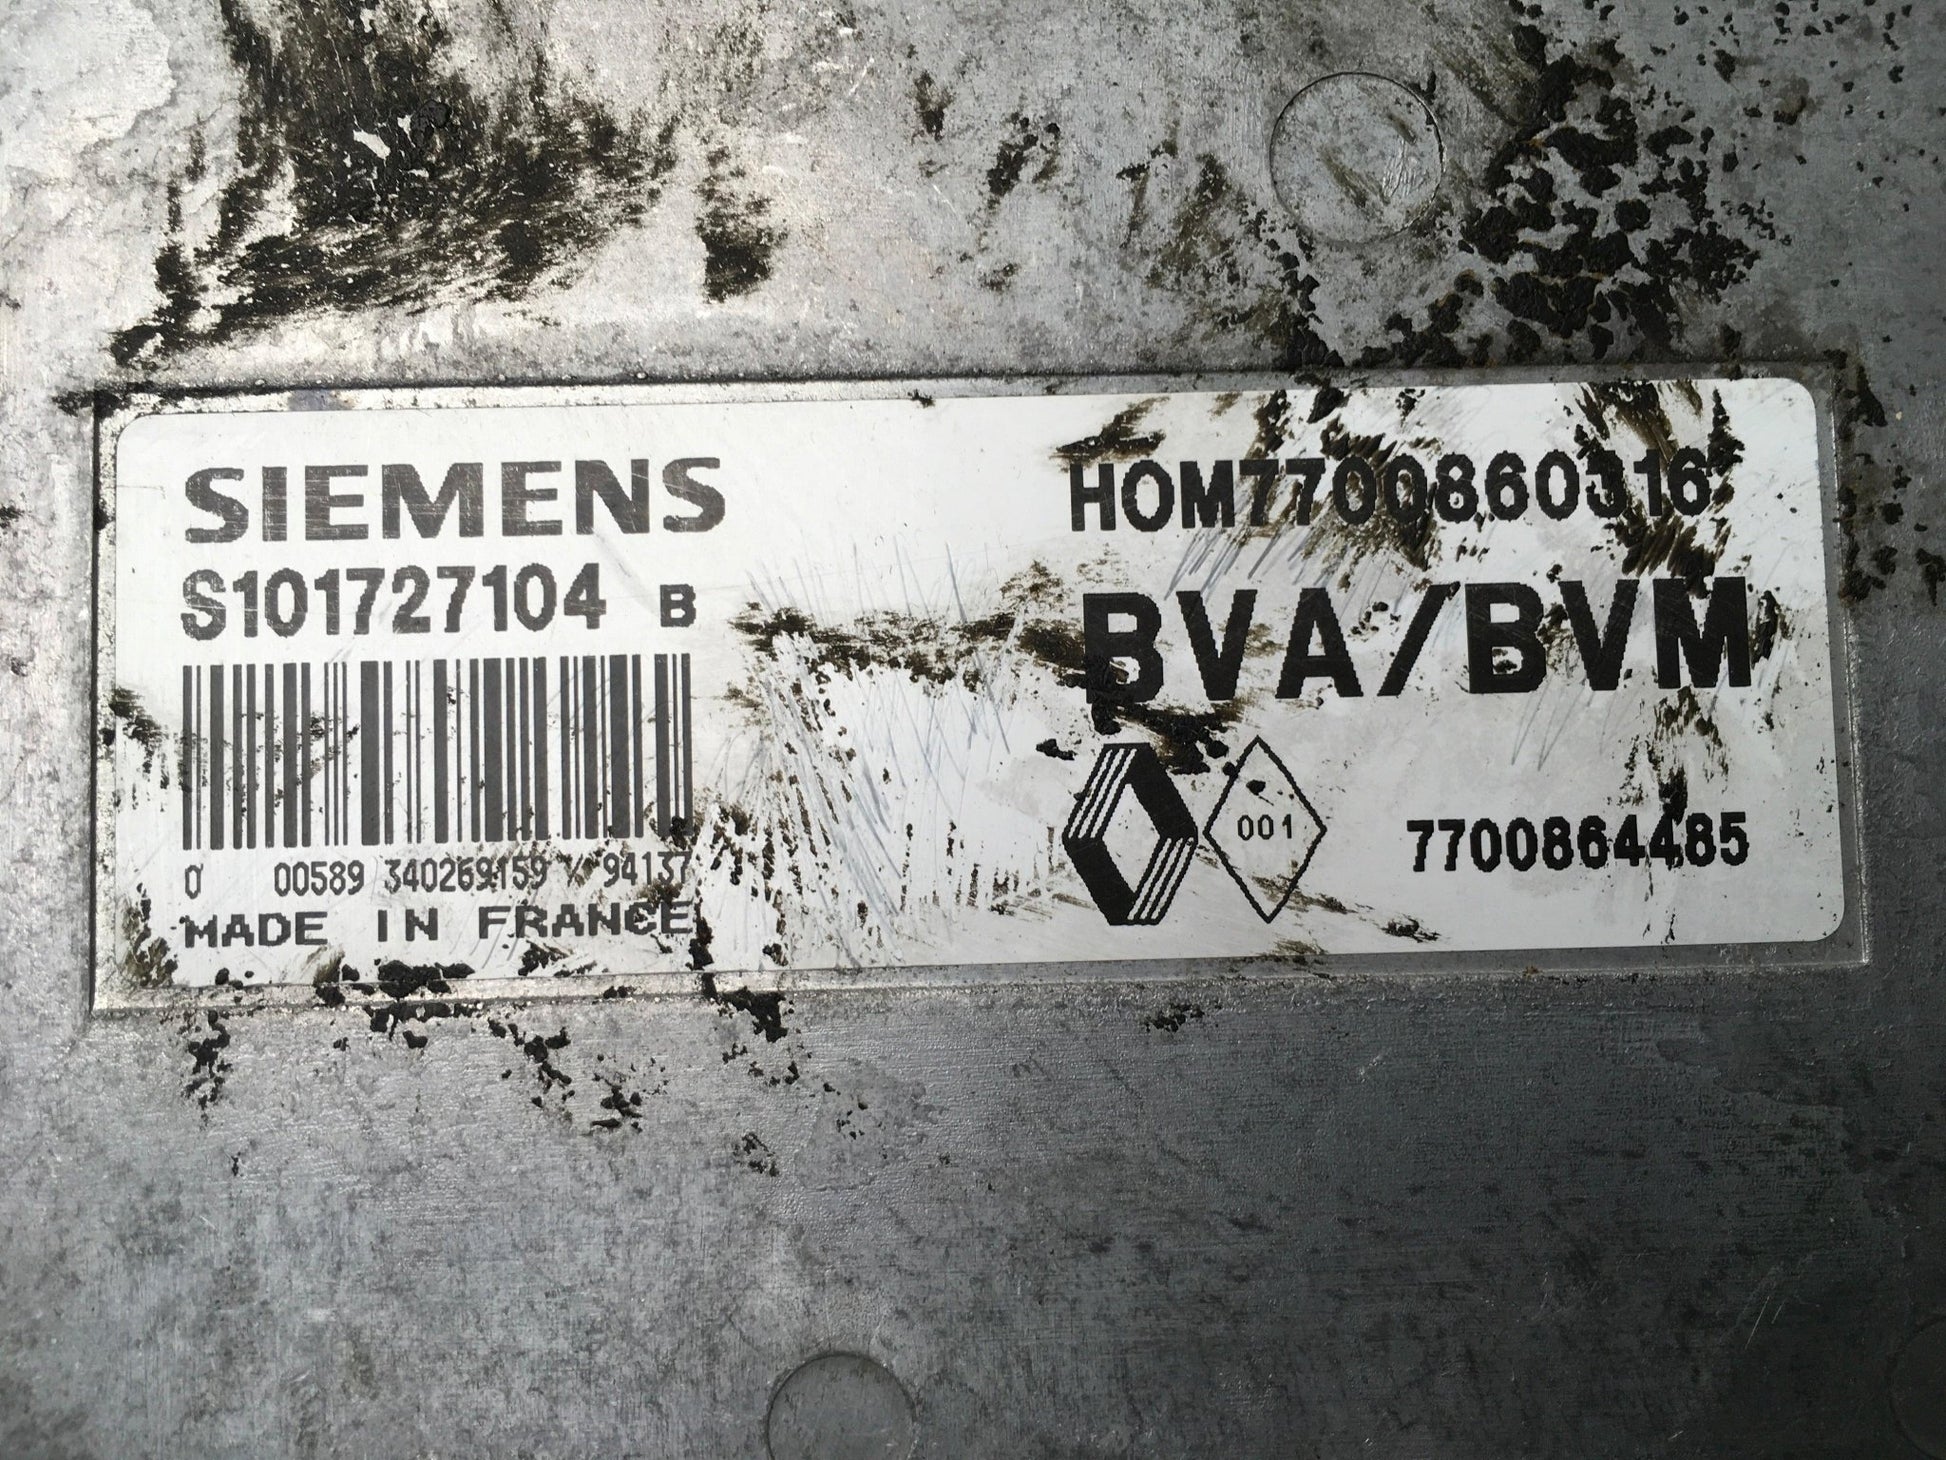 SIEMENS
S101727104 B
0 00589 340269159 94137
MADE IN FRANCE
HOM7700860316
BVA/BVM
001
7700864485